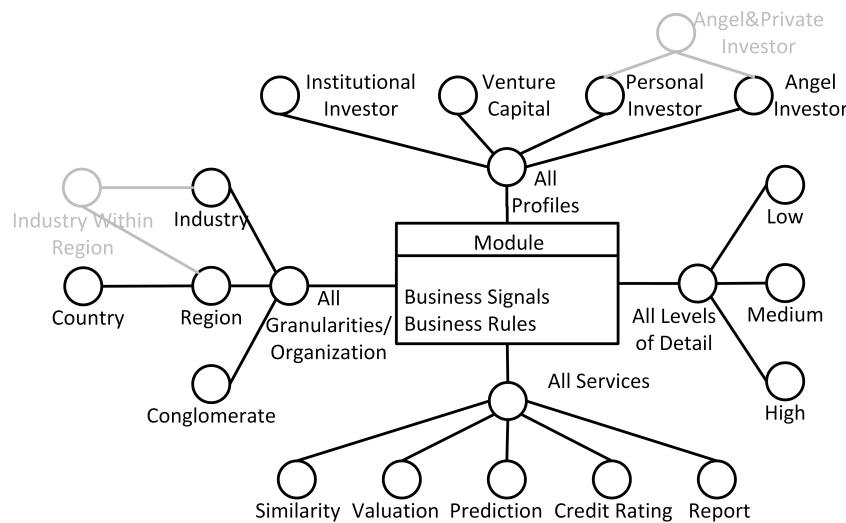 Angel&Private
Investor
Institutional
Investor
Venture
Capital
Personal
Investor
Angel
Investor
All
Profiles
Industry Within
Region
Industry
Country
Region
Conglomerate
All
Granularities/
Organization
Module
Business Signals
Business Rules
All Levels
of Detail
Low
Medium
High
All Services
Similarity
Valuation
Prediction
Credit Rating
Report